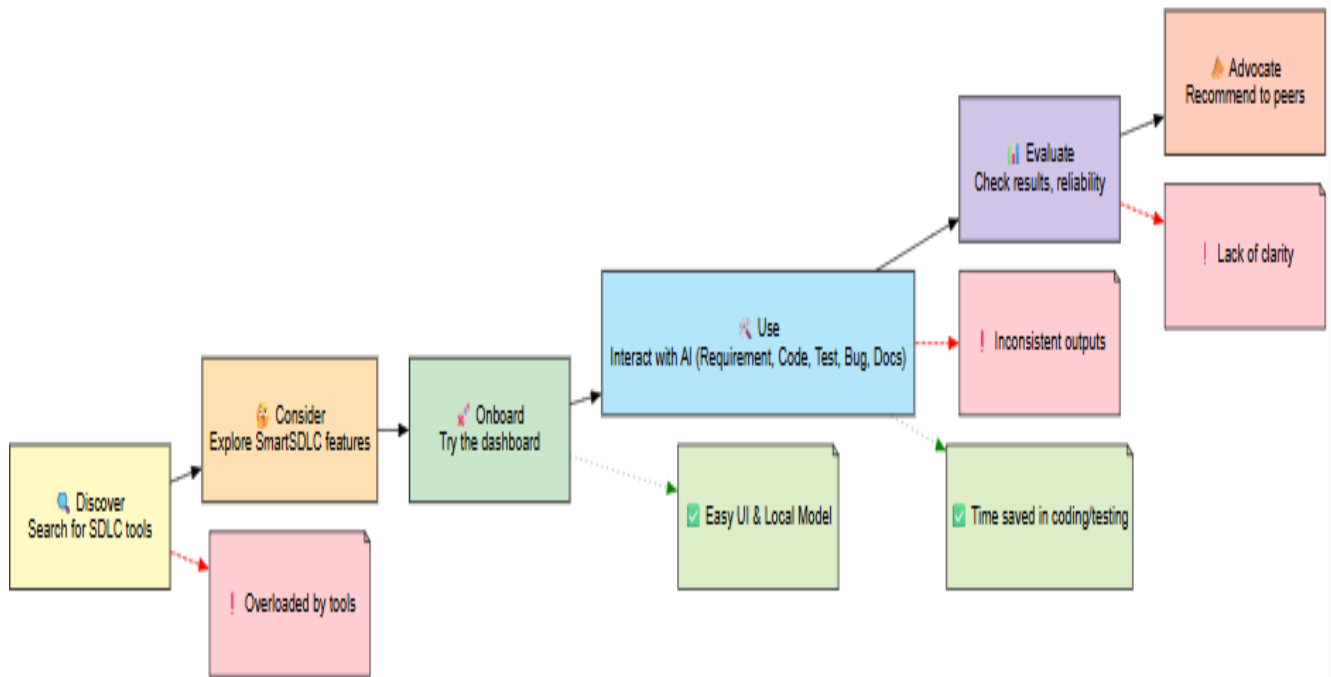 📣 Advocate
Recommend to peers
📊 Evaluate
Check results, reliability
❗ Lack of clarity
🛠 Use
Interact with AI (Requirement, Code, Test, Bug, Docs)
❗ Inconsistent outputs
🤔 Consider
Explore SmartSDLC features
🚀 Onboard
Try the dashboard
🔍 Discover
Search for SDLC tools
✅ Easy UI & Local Model
✅ Time saved in coding/testing
❗ Overloaded by tools